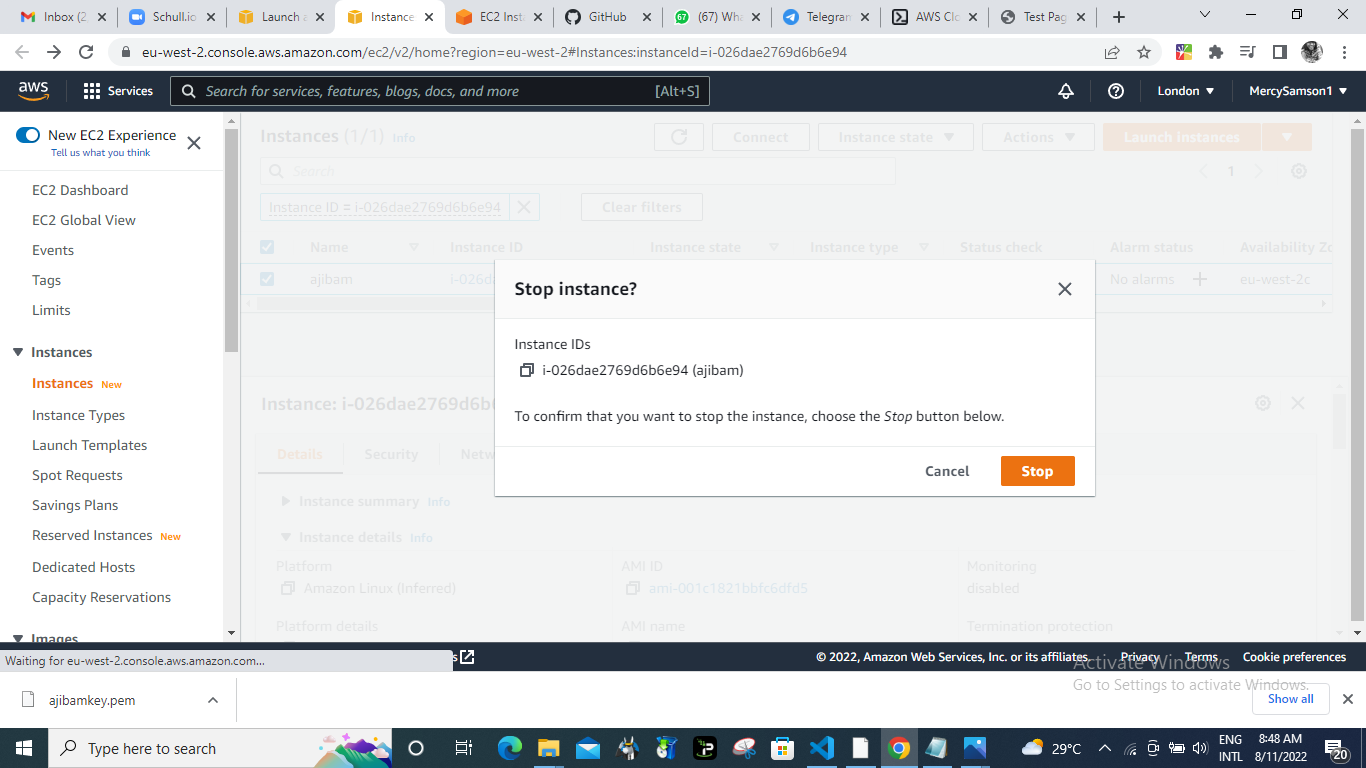 Inbox (2
Schull.io
Launch a
Instance
EC2 Inst
GitHub
(67) Wha
Telegram
AWS Clo
Test Pag
eu-west-2.console.aws.amazon.com/ec2/v2/home?region=eu-west-2#Instances:instanceId=i-026dae2769d6b6e94
aws
Services
Search for services, features, blogs, docs, and more
[Alt+S]
London
MercySamson1
New EC2 Experience
Tell us what you think
EC2 Dashboard
EC2 Global View
Events
Tags
Limits
Instances
Instances New
Instance Types
Launch Templates
Spot Requests
Savings Plans
Reserved Instances New
Dedicated Hosts
Capacity Reservations
Images
Instances (1/1) Info
Connect
Instance state
Actions
Launch instances
Search
1
Instance ID = i-026dae2769d6b6e94
Clear filters
Name
Instance ID
Instance state
Instance type
Status check
Alarm status
Availability Zo
ajibam
i-026da
No alarms
eu-west-2c
Stop instance?
Instance IDs
i-026dae2769d6b6e94 (ajibam)
To confirm that you want to stop the instance, choose the Stop button below.
Cancel
Stop
Instance: i-026dae2769d6b6
Details
Security
Netw
Instance summary Info
Instance details Info
Platform
Amazon Linux (Inferred)
AMI ID
ami-001c1821bbfc6dfd5
Monitoring
disabled
Platform details
AMI name
Termination protection
Waiting for eu-west-2.console.aws.amazon.com...
© 2022, Amazon Web Services, Inc. or its affiliates.
Privacy
Terms
Cookie preferences
Activate Windows
Go to Settings to activate Windows.
ajibamkey.pem
Show all
Type here to search
29°C
ENG
INTL
8:48 AM
8/11/2022
20